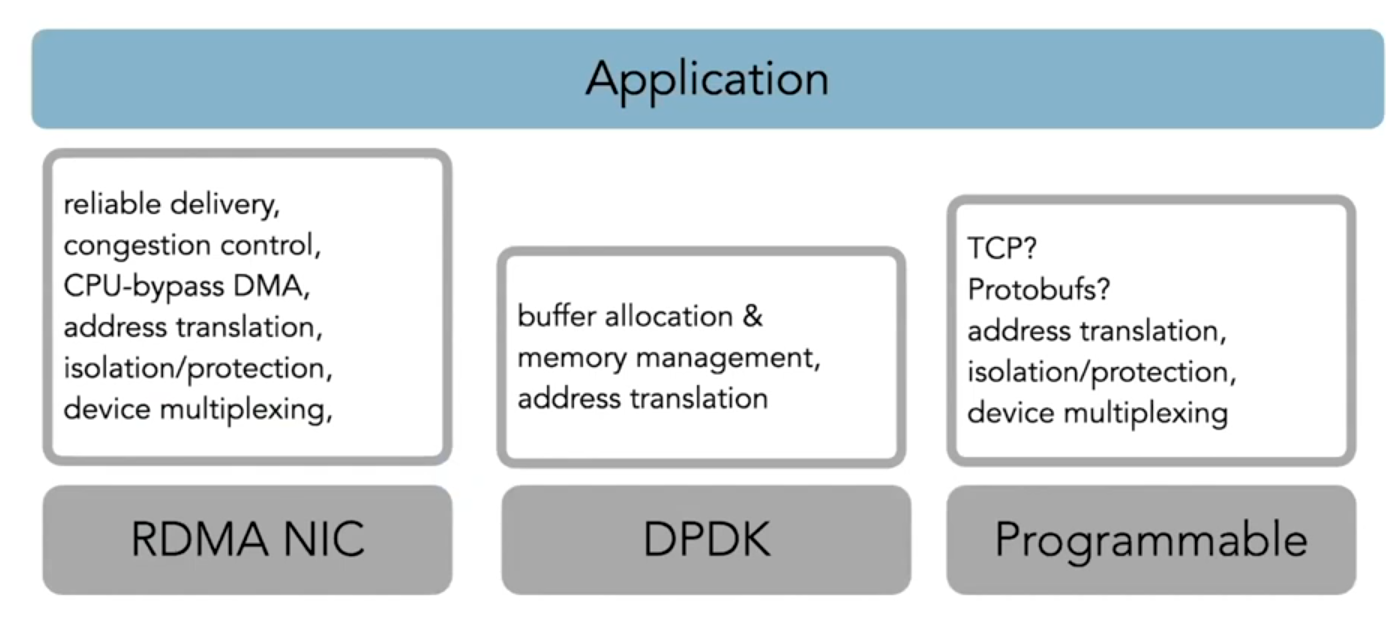 Application
reliable delivery,
congestion control,
CPU-bypass DMA,
address translation,
isolation/protection,
device multiplexing,
buffer allocation &
memory management,
address translation
TCP?
Protobufs?
address translation,
isolation/protection,
device multiplexing
RDMA NIC
DPDK
Programmable